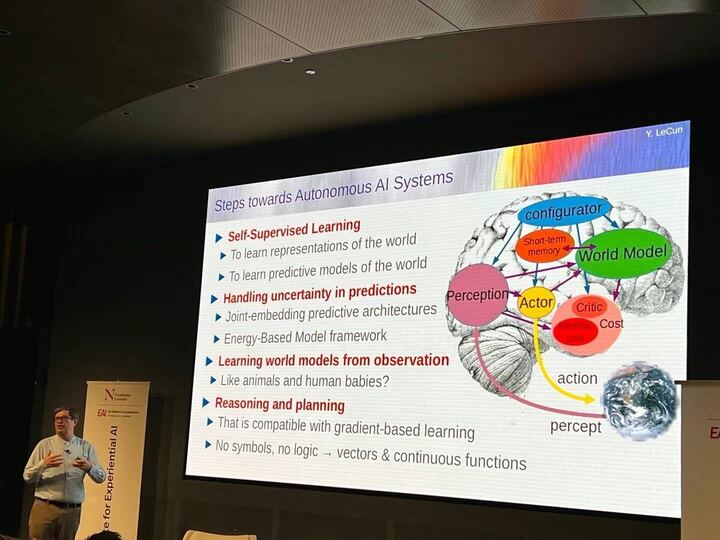 Y. LeCun
Steps towards Autonomous AI Systems
Self-Supervised Learning
To learn representations of the world
To learn predictive models of the world
Handling uncertainty in predictions
Joint-embedding predictive architectures
Energy-Based Model framework
Learning world models from observation
Like animals and human babies?
Reasoning and planning
That is compatible with gradient-based learning
No symbols, no logic → vectors & continuous functions
configurator
Short-term
memory
World Model
Perception
Actor
Critic
Cost
cost
action
percept
N
EAI
for Experiential AI